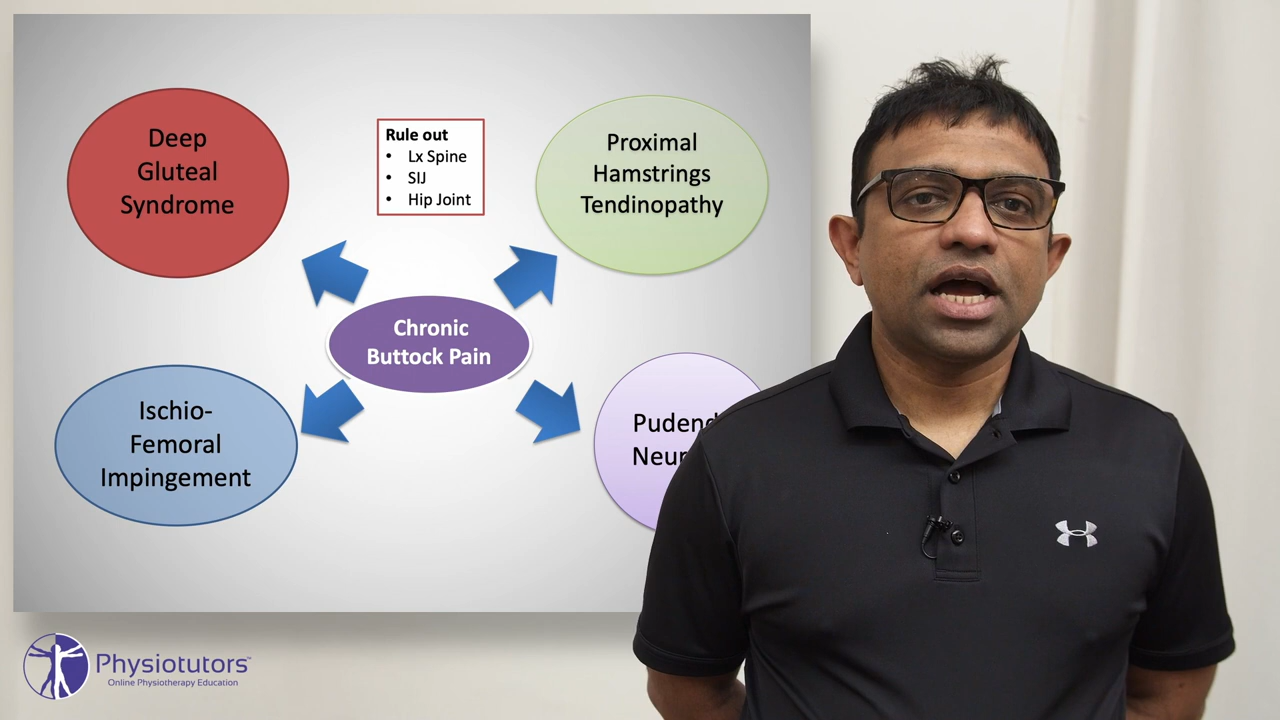 Deep
Gluteal
Syndrome
Rule out
• Lx Spine
• SIJ
• Hip Joint
Proximal
Hamstrings
Tendinopathy
Chronic
Buttock Pain
Ischio-
Femoral
Impingement
Physiotutors™
Online Physiotherapy Education